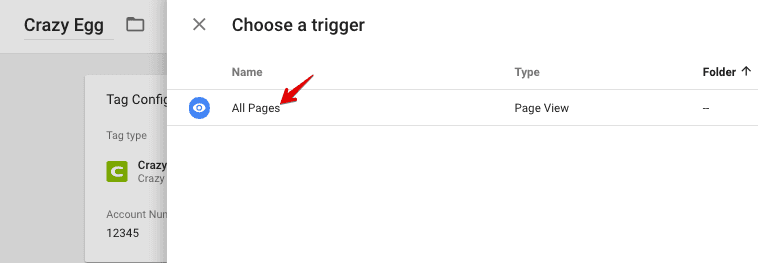 Crazy Egg
Choose a trigger
Name Type Folder
All Pages Page View --
Tag Config
Tag type
Crazy
Crazy
Account Num
12345